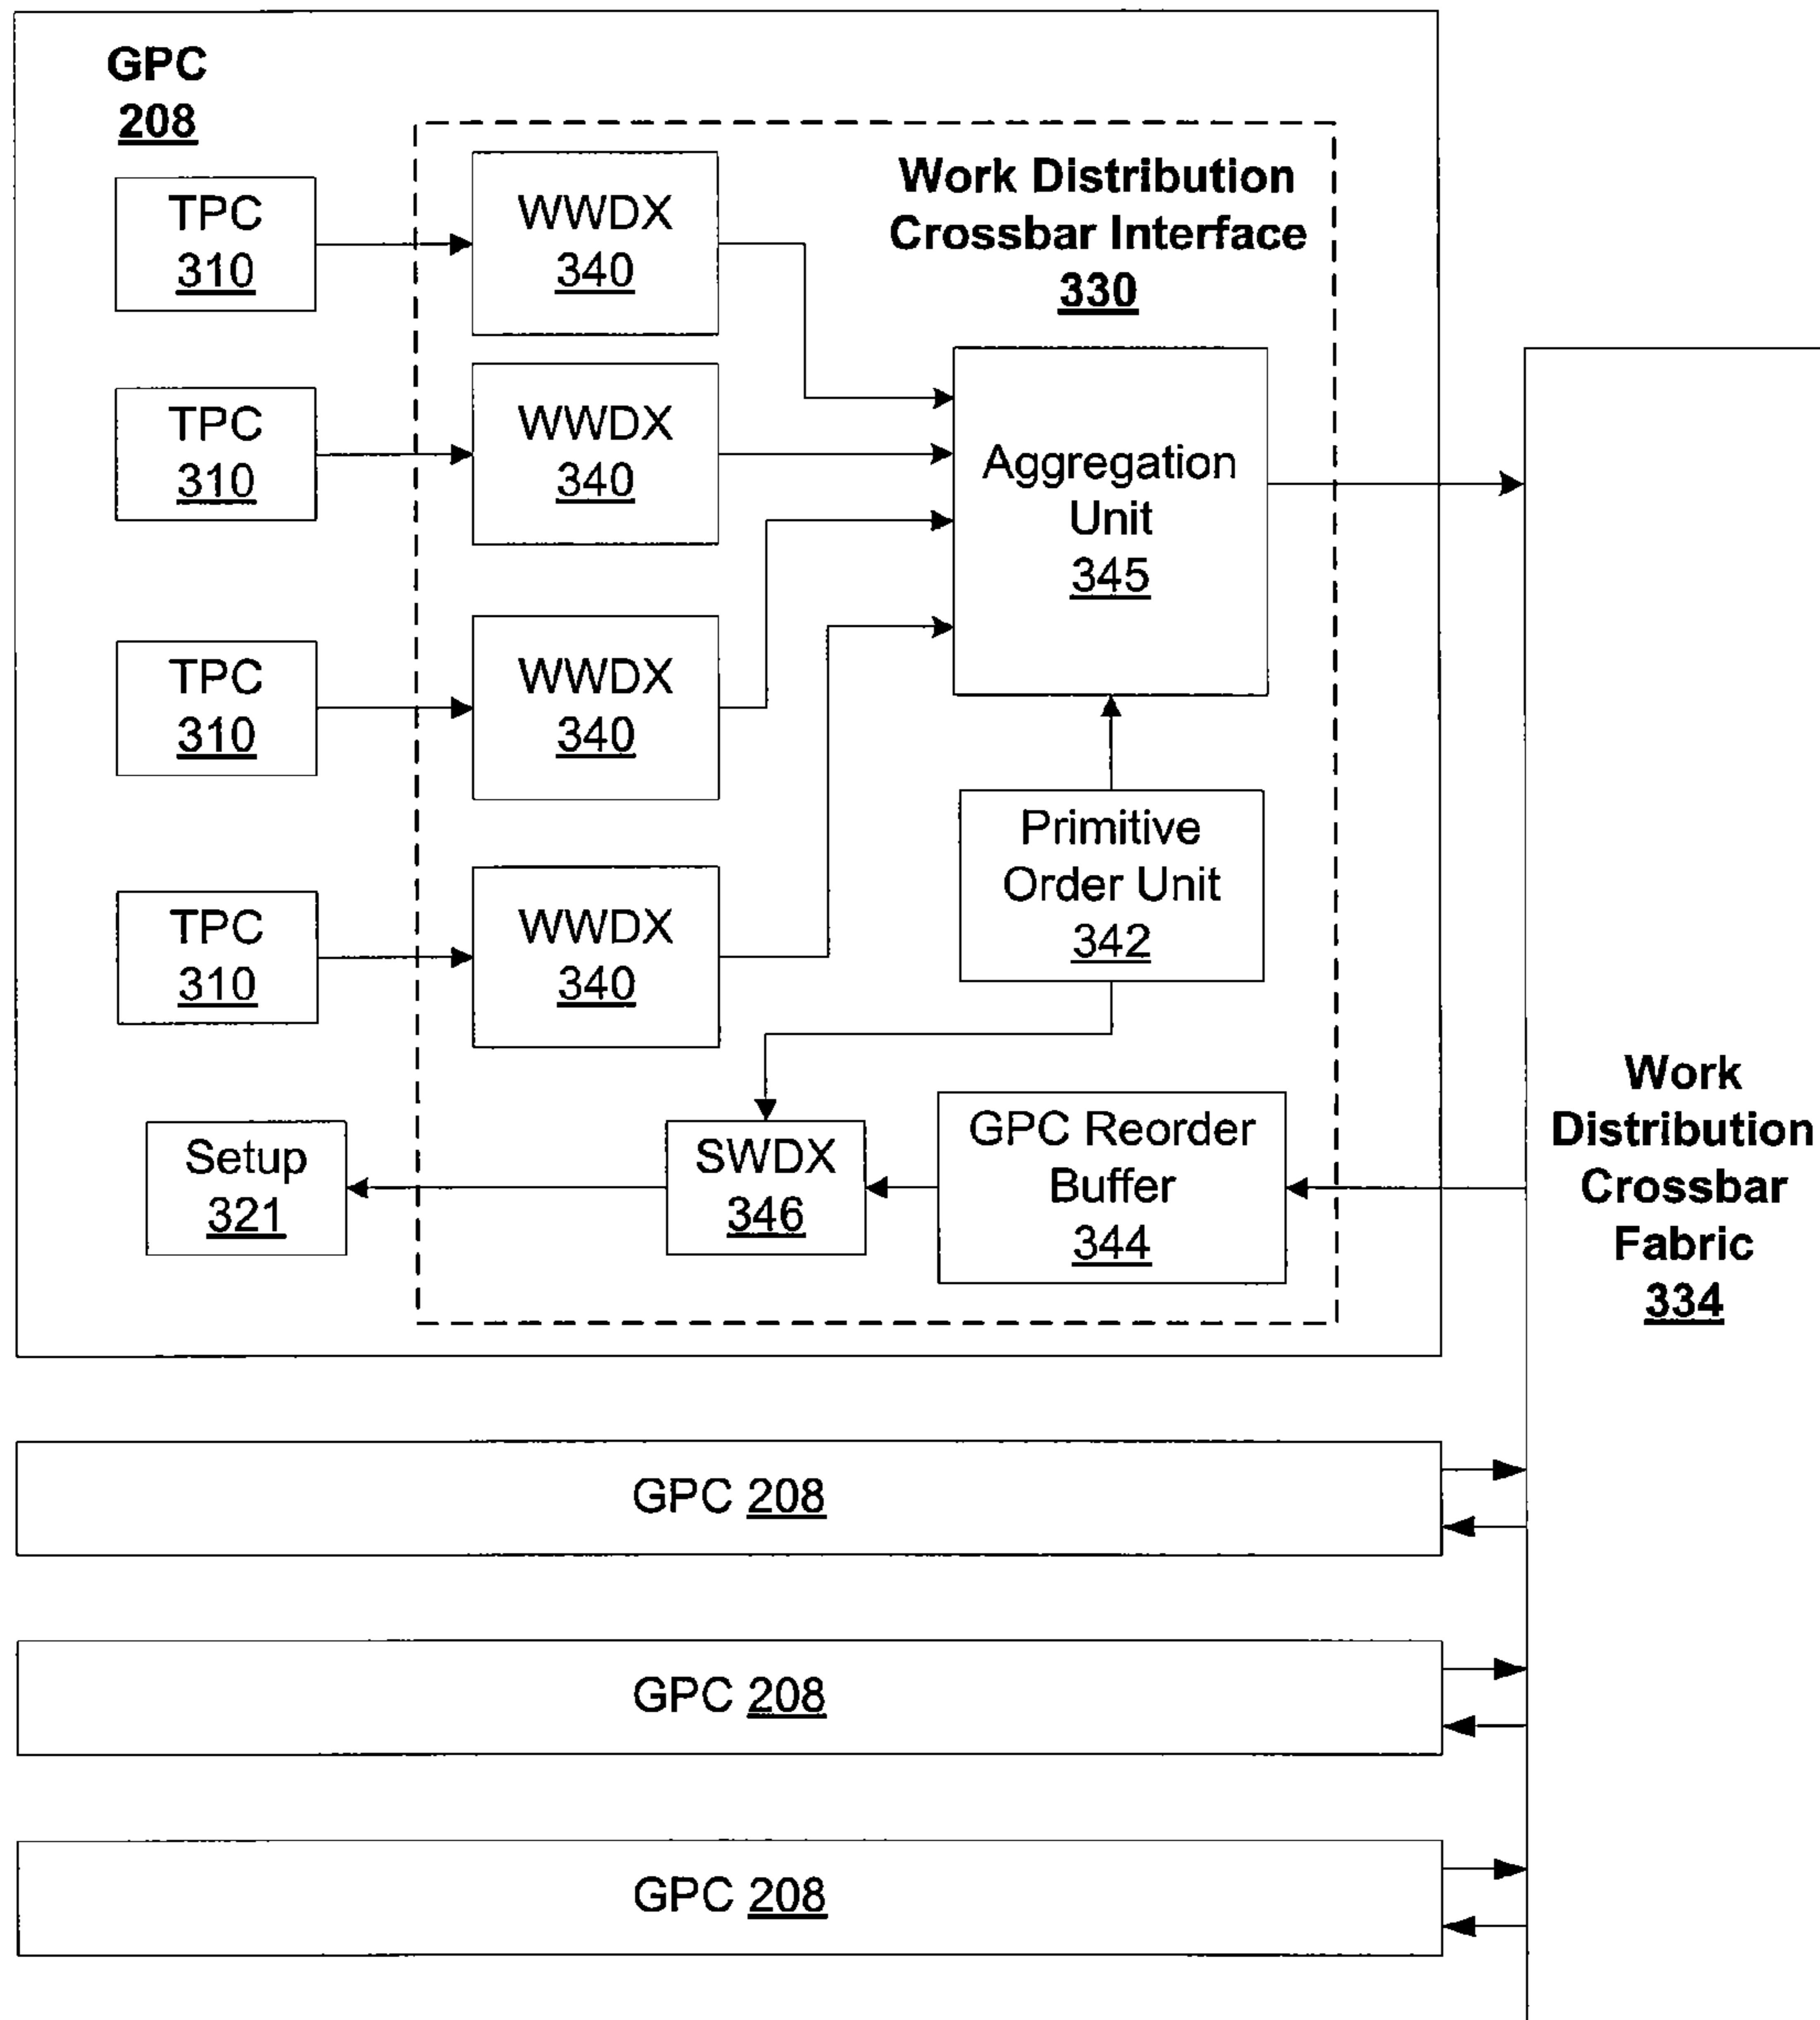 GPC
208
TPC
310
WWDX
340
Work Distribution
Crossbar Interface
330
TPC
310
WWDX
340
Aggregation
Unit
345
TPC
310
WWDX
340
Primitive
Order Unit
342
TPC
310
WWDX
340
Setup
321
SWDX
346
GPC Reorder
Buffer
344
Work
Distribution
Crossbar
Fabric
334
GPC 208
GPC 208
GPC 208